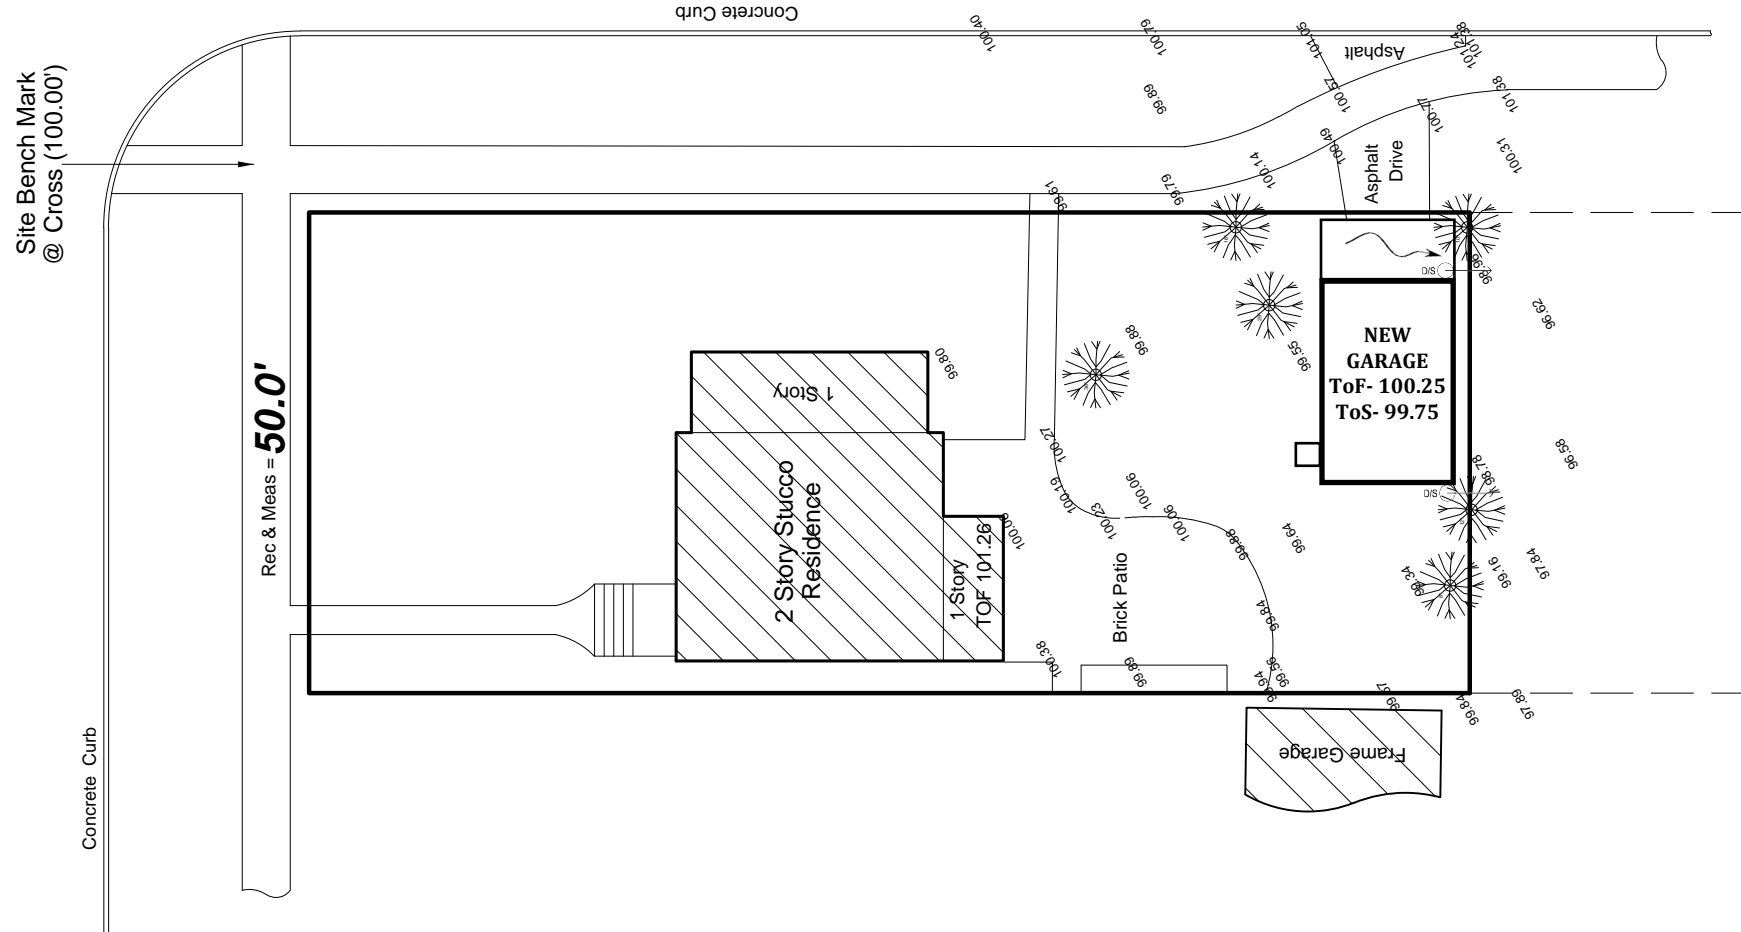 Concrete Curb
Site Bench Mark
@ Cross (100.00')
100.40
100.79
101.05
Asphalt
101.24
101.38
99.89
100.57
101.38
100.77
100.49
100.14
100.31
Asphalt
Drive
99.79
99.61
D/S
98.96
96.62
99.88
99.55
99.80
NEW
GARAGE
ToF- 100.25
ToS- 99.75
1 Story
Rec & Meas = 50.0'
100.27
100.19
100.23
100.06
100.06
96.58
98.78
D/S
2 Story Stucco
Residence
1 Story
TOF 101.26
99.88
99.64
Brick Patio
99.34
99.16
97.84
99.84
100.38
99.89
99.56
99.94
99.84
97.89
Frame Garage
Concrete Curb